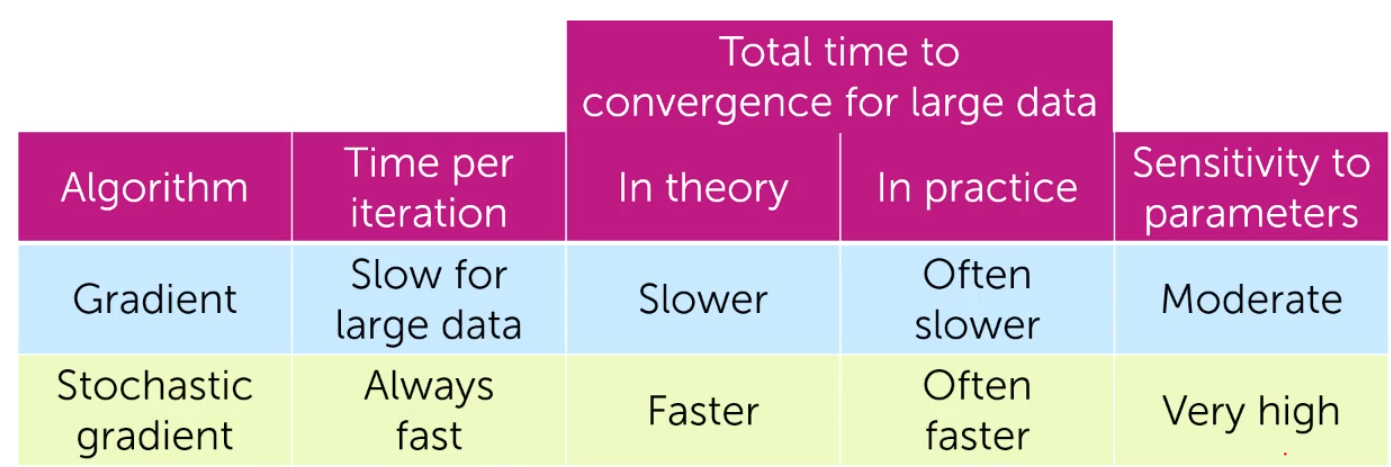 Total time to
convergence for large data
Algorithm
Time per
iteration
In theory
In practice
Sensitivity to
parameters
Gradient
Slow for
large data
Slower
Often
slower
Moderate
Stochastic
gradient
Always
fast
Faster
Often
faster
Very high